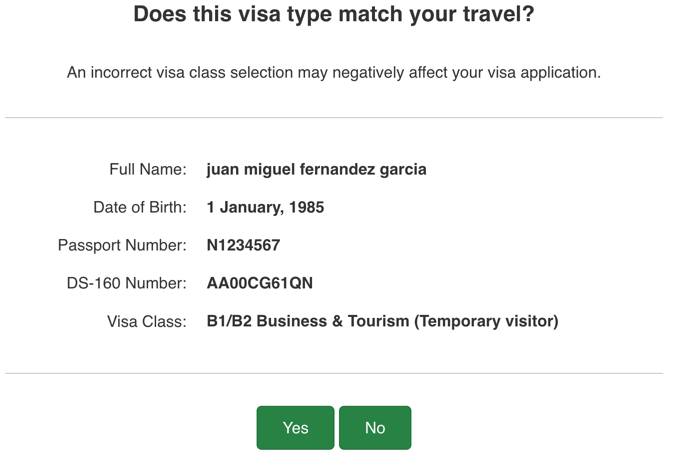 Does this visa type match your travel?
An incorrect visa class selection may negatively affect your visa application.
Full Name: juan miguel fernandez garcia
Date of Birth: 1 January, 1985
Passport Number: N1234567
DS-160 Number: AA00CG61QN
Visa Class: B1/B2 Business & Tourism (Temporary visitor)
Yes No